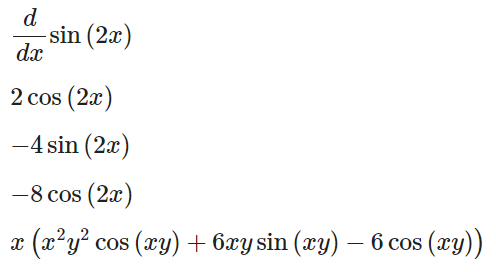 d/dx sin (2x)
2 cos (2x)
−4 sin (2x)
−8 cos (2x)
x (x²y² cos (xy) + 6xy sin (xy) − 6 cos (xy))